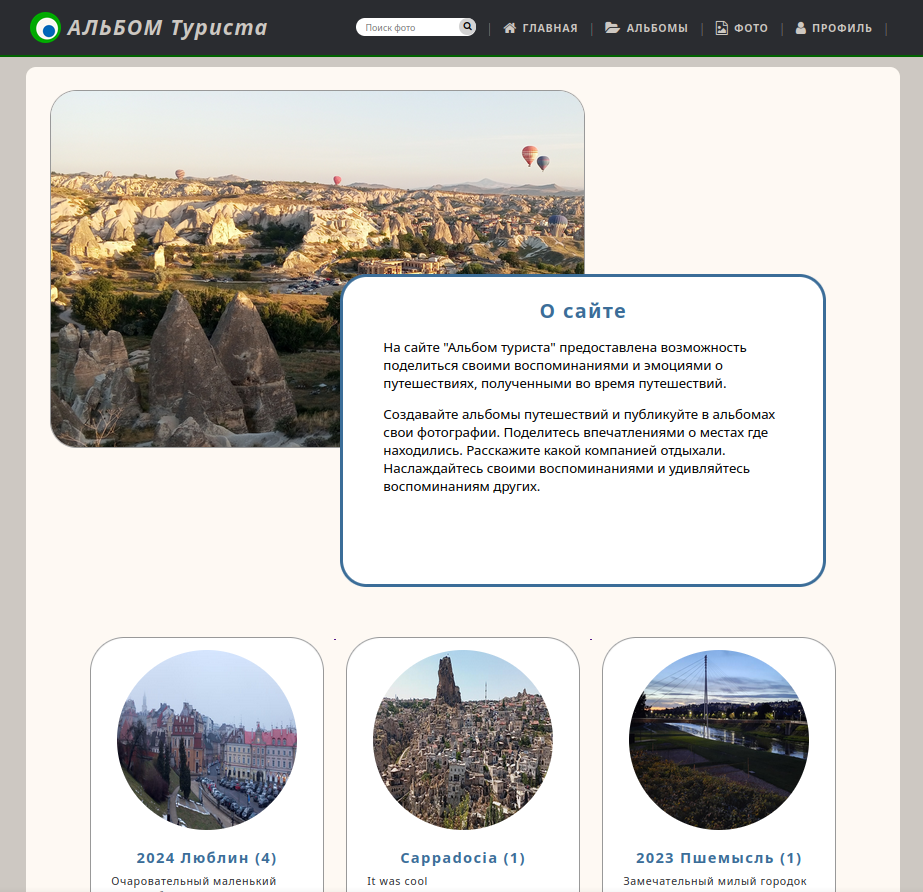 АЛЬБОМ Туриста
Поиск фото
| ГЛАВНАЯ | АЛЬБОМЫ | ФОТО | ПРОФИЛЬ |
О сайте
На сайте "Альбом туриста" предоставлена возможность
поделиться своими воспоминаниями и эмоциями о
путешествиях, полученными во время путешествий.
Создавайте альбомы путешествий и публикуйте в альбомах
свои фотографии. Поделитесь впечатлениями о местах где
находились. Расскажите какой компанией отдыхали.
Наслаждайтесь своими воспоминаниями и удивляйтесь
воспоминаниям других.
2024 Люблин (4)
Очаровательный маленький
Cappadocia (1)
It was cool
2023 Пшемысль (1)
Замечательный милый городок